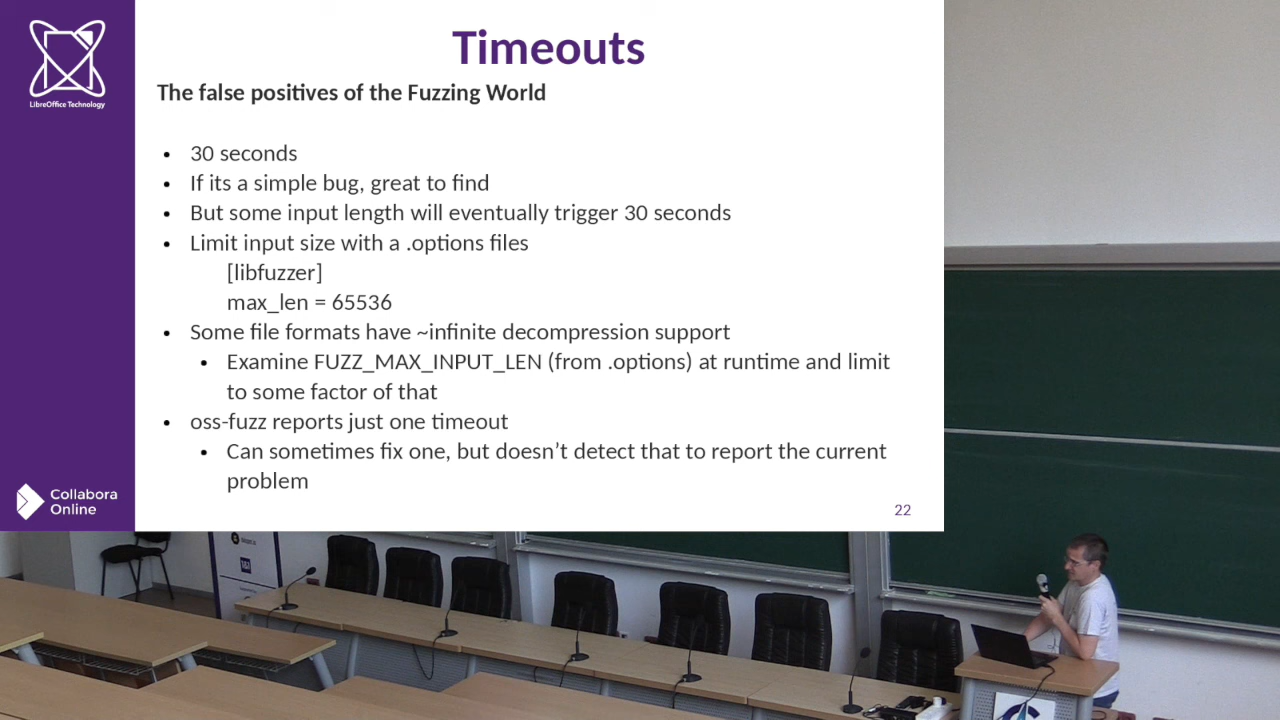 Timeouts
LibreOffice Technology
The false positives of the Fuzzing World
• 30 seconds
• If its a simple bug, great to find
• But some input length will eventually trigger 30 seconds
• Limit input size with a .options files
[libfuzzer]
max_len = 65536
• Some file formats have ~infinite decompression support
• Examine FUZZ_MAX_INPUT_LEN (from .options) at runtime and limit
to some factor of that
• oss-fuzz reports just one timeout
• Can sometimes fix one, but doesn’t detect that to report the current
problem
Collabora
Online
22